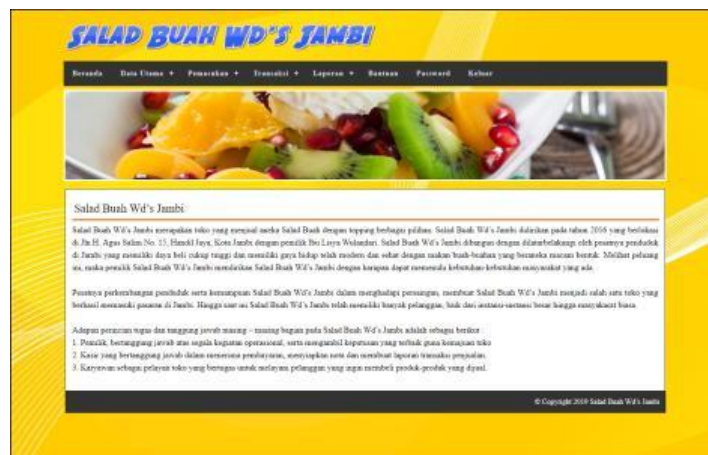 SALAD BUAH WD'S JAMBI
Beranda Data Utama + Pemasukan + Transaksi + Laporan + Bantuan Password Keluar
Salad Buah Wd's Jambi
Salad Buah Wd's Jambi merupakan toko yang menjual aneka Salad Buah dengan topping berbagai pilihan. Salad Buah Wd's Jambi didirikan pada tahun 2016 yang berlokasi
di Jln H. Agus Salim No. 15, Handil Jaya, Kota Jambi dengan pemilik Ibu Lisya Wulandari. Salad Buah Wd's Jambi dibangun dengan dilatarbelakangi oleh pesatnya penduduk
di Jambi yang memiliki daya beli cukup tinggi dan memiliki gaya hidup telah modern dan sehat dengan makan buah-buahan yang beraneka macam bentuk. Melihat peluang
ini, maka pemilik Salad Buah Wd's Jambi mendirikan Salad Buah Wd's Jambi dengan harapan dapat memenuhi kebutuhan-kebutuhan masyarakat yang ada.
Pesatnya perkembangan penduduk serta kemampuan Salad Buah Wd's Jambi dalam menghadapi persaingan, membuat Salad Buah Wd's Jambi menjadi salah satu toko yang
berhasil memasuki pasaran di Jambi. Hingga saat ini Salad Buah Wd's Jambi telah memiliki banyak pelanggan, baik dari instansi-instansi besar hingga masyarakat biasa.
Adapun perincian tugas dan tanggung jawab masing – masing bagian pada Salad Buah Wd's Jambi adalah sebagai berikut :
1. Pemilik, bertanggung jawab atas segala kegiatan operasional, serta mengambil keputusan yang terbaik guna kemajuan toko
2. Kasir yang bertanggung jawab dalam menerima pembayaran, menyiapkan nota dan membuat laporan transaksi penjualan.
3. Karyawan sebagai pelayan toko yang bertugas untuk melayani pelanggan yang ingin membeli produk-produk yang dijual.
© Copyright 2019 Salad Buah Wd's Jambi